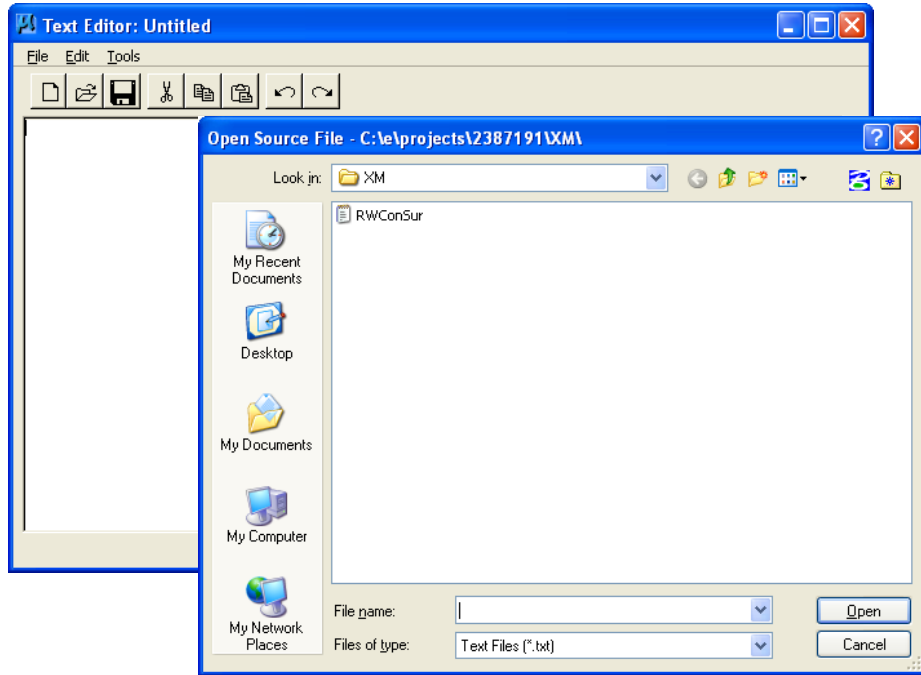 Text Editor: Untitled
File Edit Tools
Open Source File - C:\e\projects\2387191\XM\
Look in: XM
RWConSur
My Recent
Documents
Desktop
My Documents
My Computer
My Network
Places
File name:
Open
Files of type: Text Files (*.txt)
Cancel